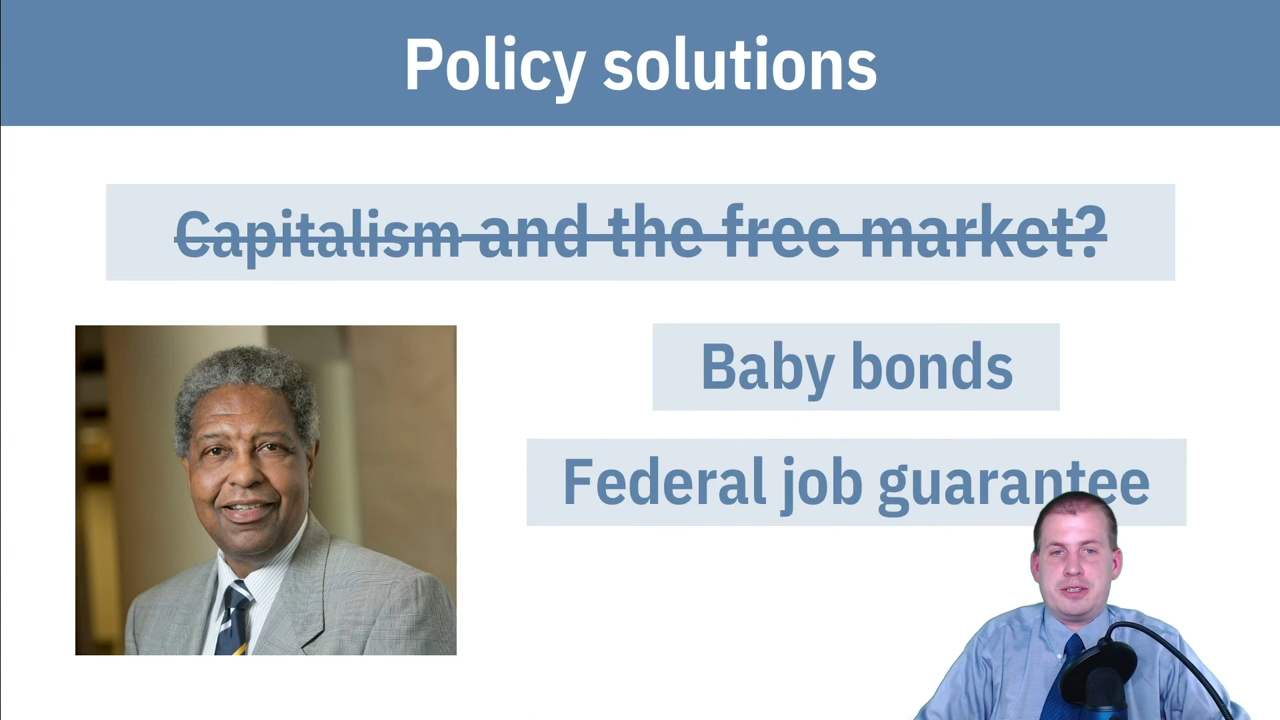 Policy solutions
Capitalism and the free market?
Baby bonds
Federal job guarantee